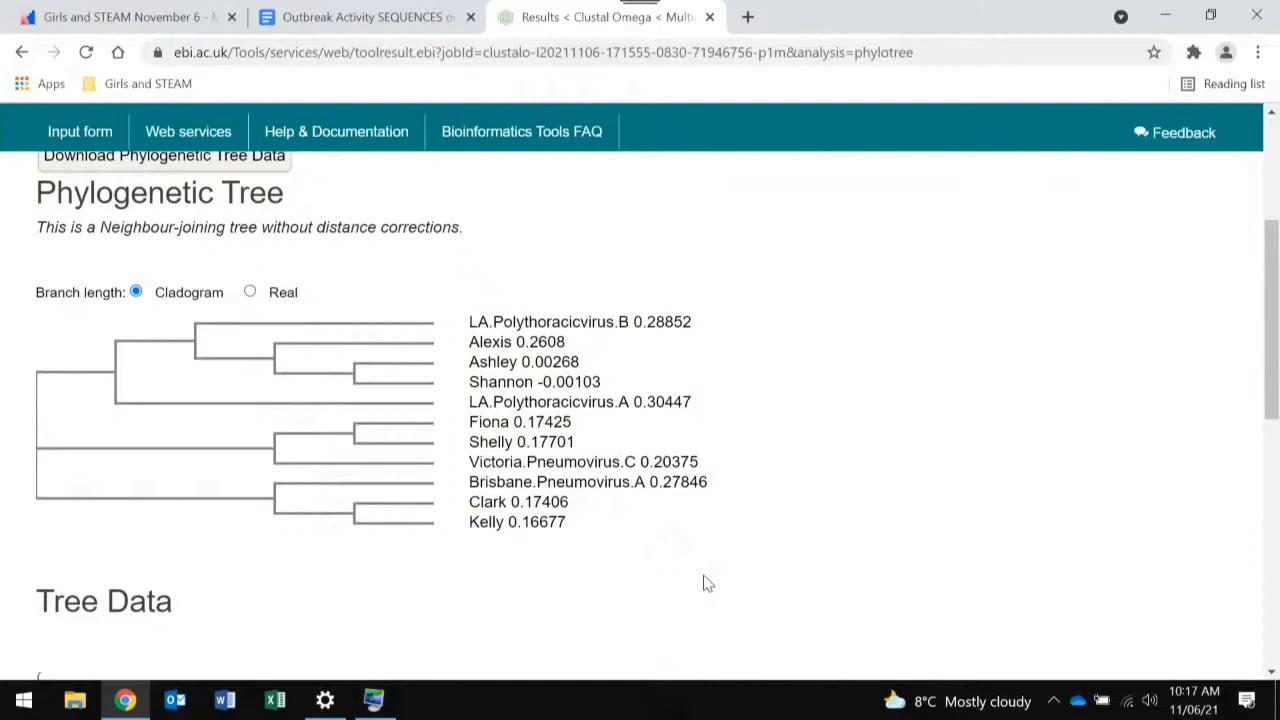 Girls and STEAM November 6 -
Outbreak Activity SEQUENCES
Results < Clustal Omega < Mult
ebi.ac.uk/Tools/services/web/toolresult.ebi?jobId=clustalo-I20211106-171555-0830-71946756-p1m&analysis=phylotree
Apps
Girls and STEAM
Reading list
Input form
Web services
Help & Documentation
Bioinformatics Tools FAQ
Feedback
Download Phylogenetic Tree Data
Phylogenetic Tree
This is a Neighbour-joining tree without distance corrections.
Branch length: Cladogram Real
LA.Polythoracicvirus.B 0.28852
Alexis 0.2608
Ashley 0.00268
Shannon -0.00103
LA.Polythoracicvirus.A 0.30447
Fiona 0.17425
Shelly 0.17701
Victoria.Pneumovirus.C 0.20375
Brisbane.Pneumovirus.A 0.27846
Clark 0.17406
Kelly 0.16677
Tree Data
8°C Mostly cloudy
10:17 AM
11/06/21